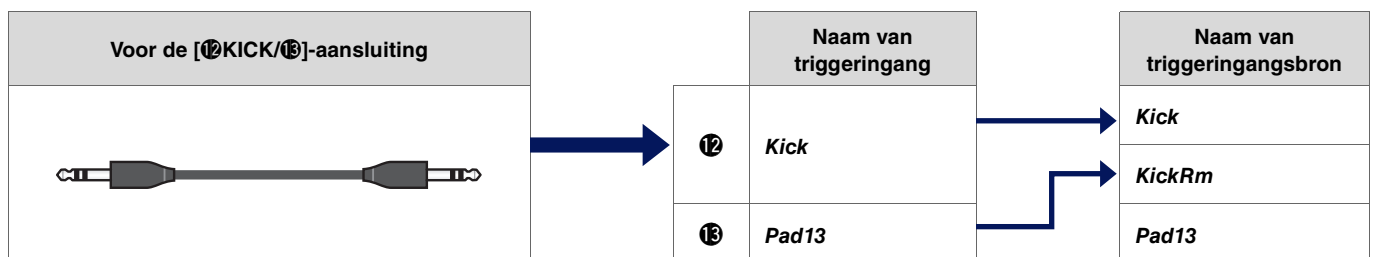 Voor de [⓬KICK/⓭]-aansluiting
Naam van
triggeringang
Naam van
triggeringangsbron
⓬
Kick
Kick
KickRm
⓭
Pad13
Pad13